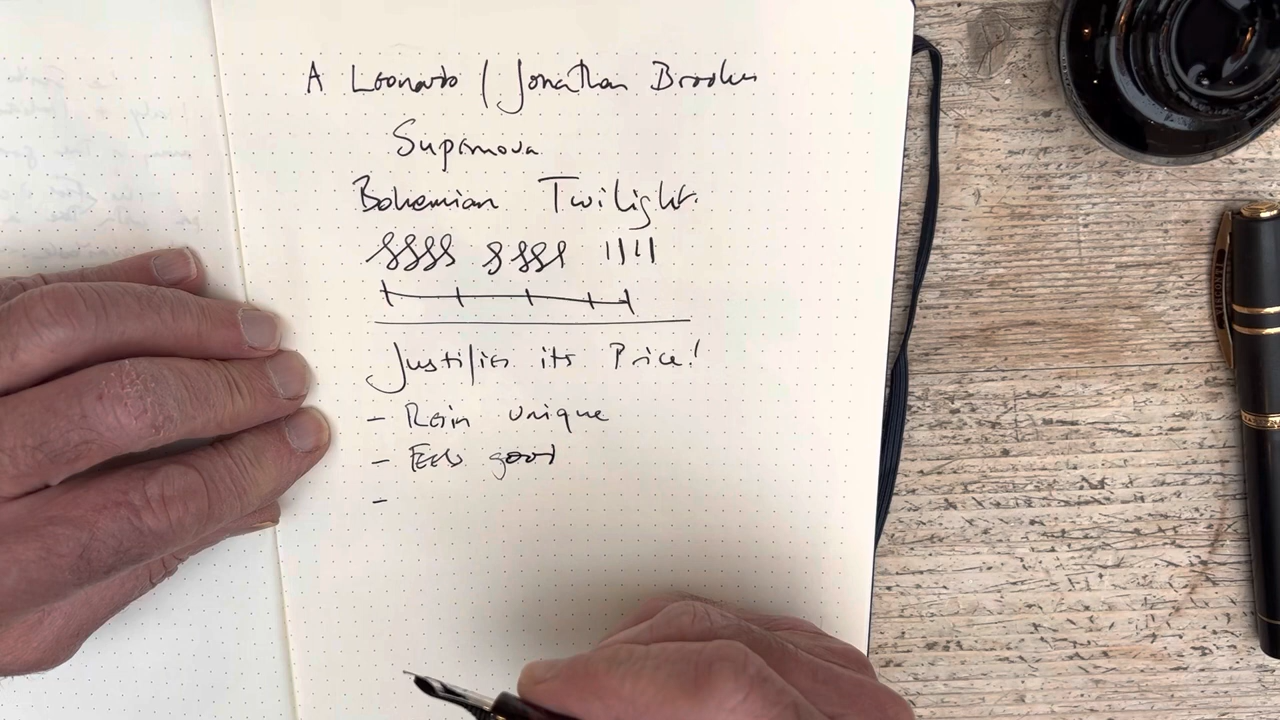 A Leonardo / Jonathan Brooks
Supernova
Bohemian Twilight.
Justifies its Price!
- Resin unique
- Feels good
-